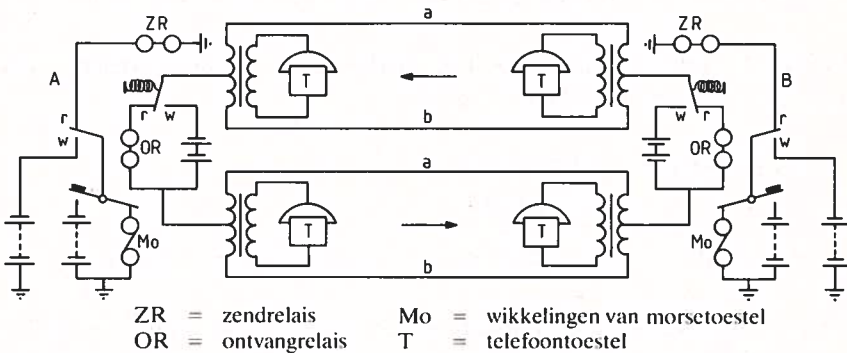 a
ZR ZR
A B
T T
r w w r
r r
w w
OR b OR
a
T T
Mo Mo
b
ZR = zendrelais Mo = wikkelingen van morsetoestel
OR = ontvangrelais T = telefoontoestel